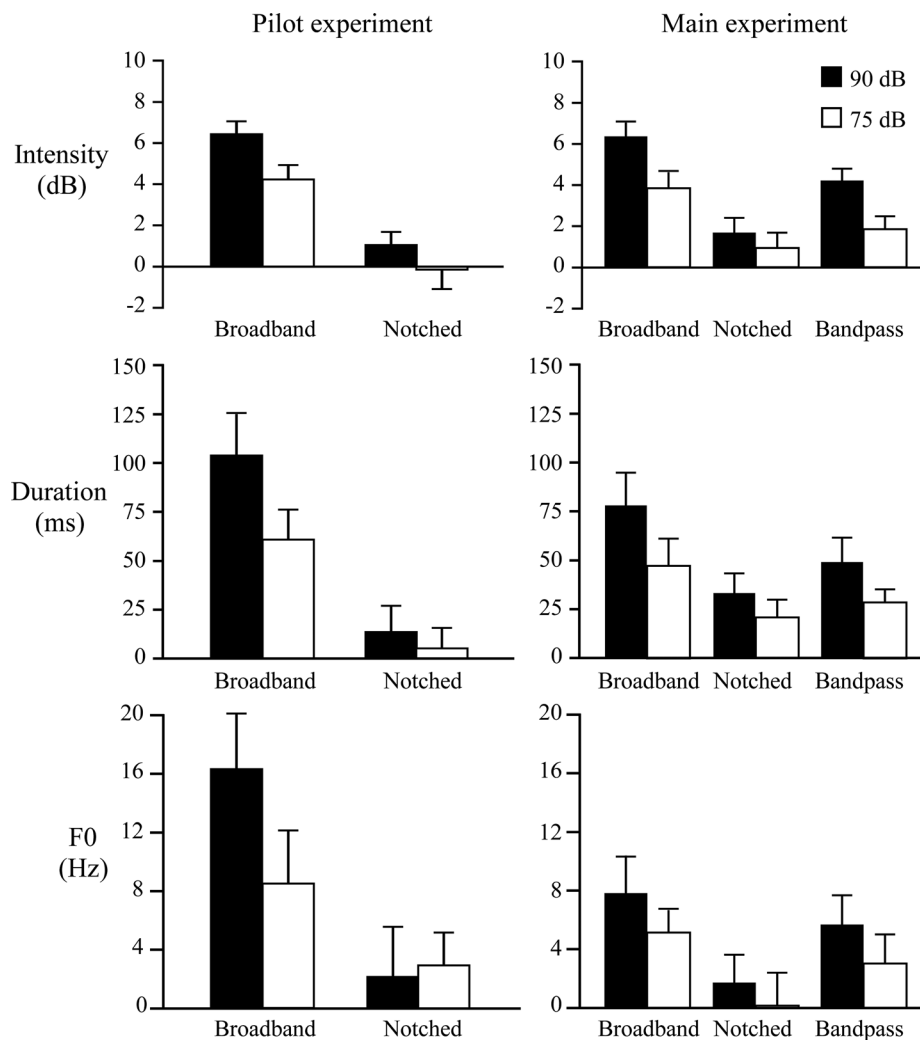 Pilot experiment
Main experiment
Intensity
(dB)
10
8
6
4
2
0
-2
Broadband Notched
10
8
6
4
2
0
-2
90 dB
75 dB
Broadband Notched Bandpass
Duration
(ms)
150
125
100
75
50
25
0
Broadband Notched
150
125
100
75
50
25
0
Broadband Notched Bandpass
F0
(Hz)
20
16
12
8
4
0
Broadband Notched
20
16
12
8
4
0
Broadband Notched Bandpass